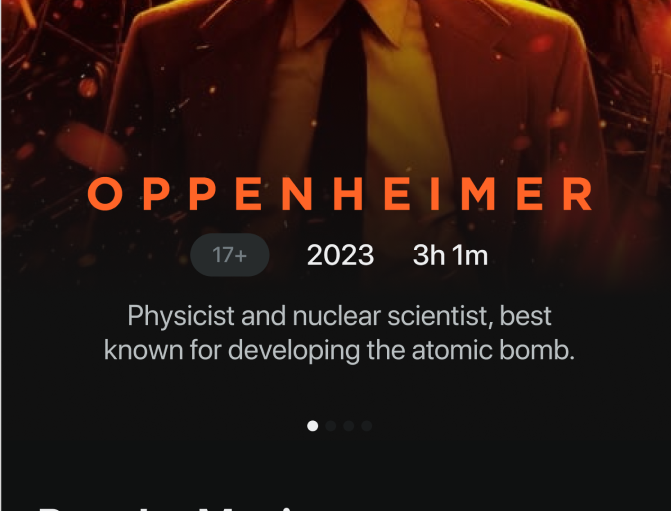 OPPENHEIMER
17+ 2023 3h 1m
Physicist and nuclear scientist, best
known for developing the atomic bomb.